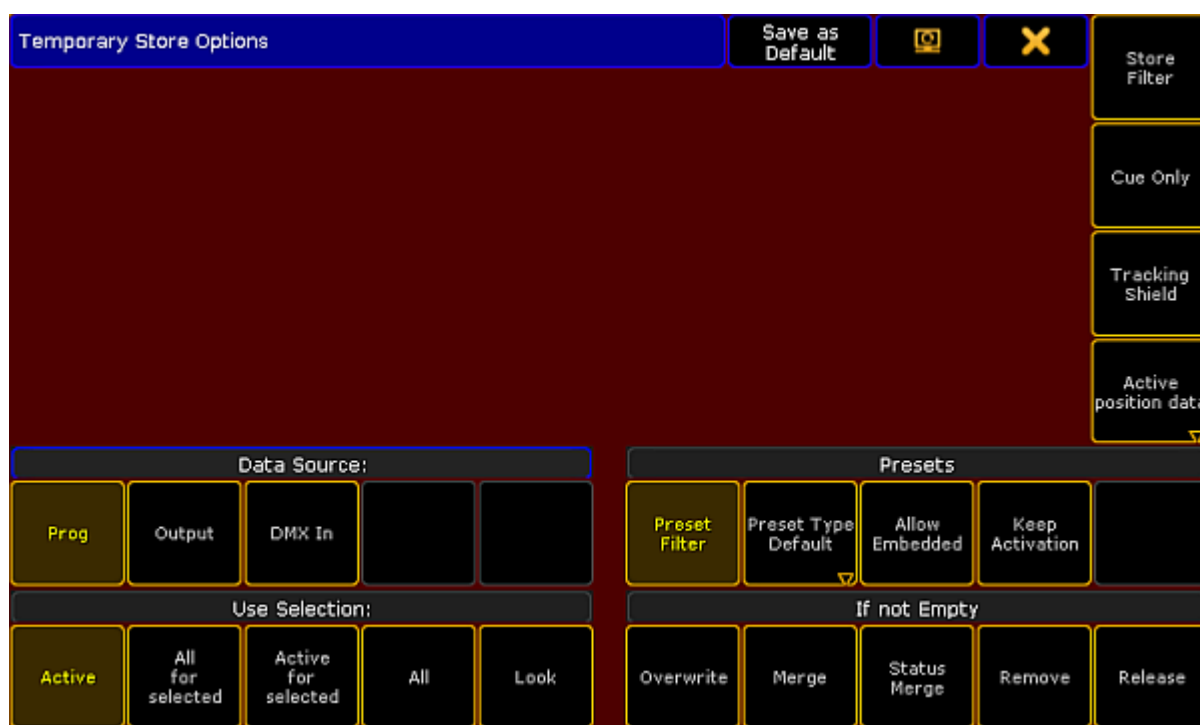 Temporary Store Options
Save as
Default
Store
Filter
Cue Only
Tracking
Shield
Active
position data
Data Source:
Prog
Output
DMX In
Presets
Preset
Filter
Preset Type
Default
Allow
Embedded
Keep
Activation
Use Selection:
Active
All
for
selected
Active
for
selected
All
Look
If not Empty
Overwrite
Merge
Status
Merge
Remove
Release